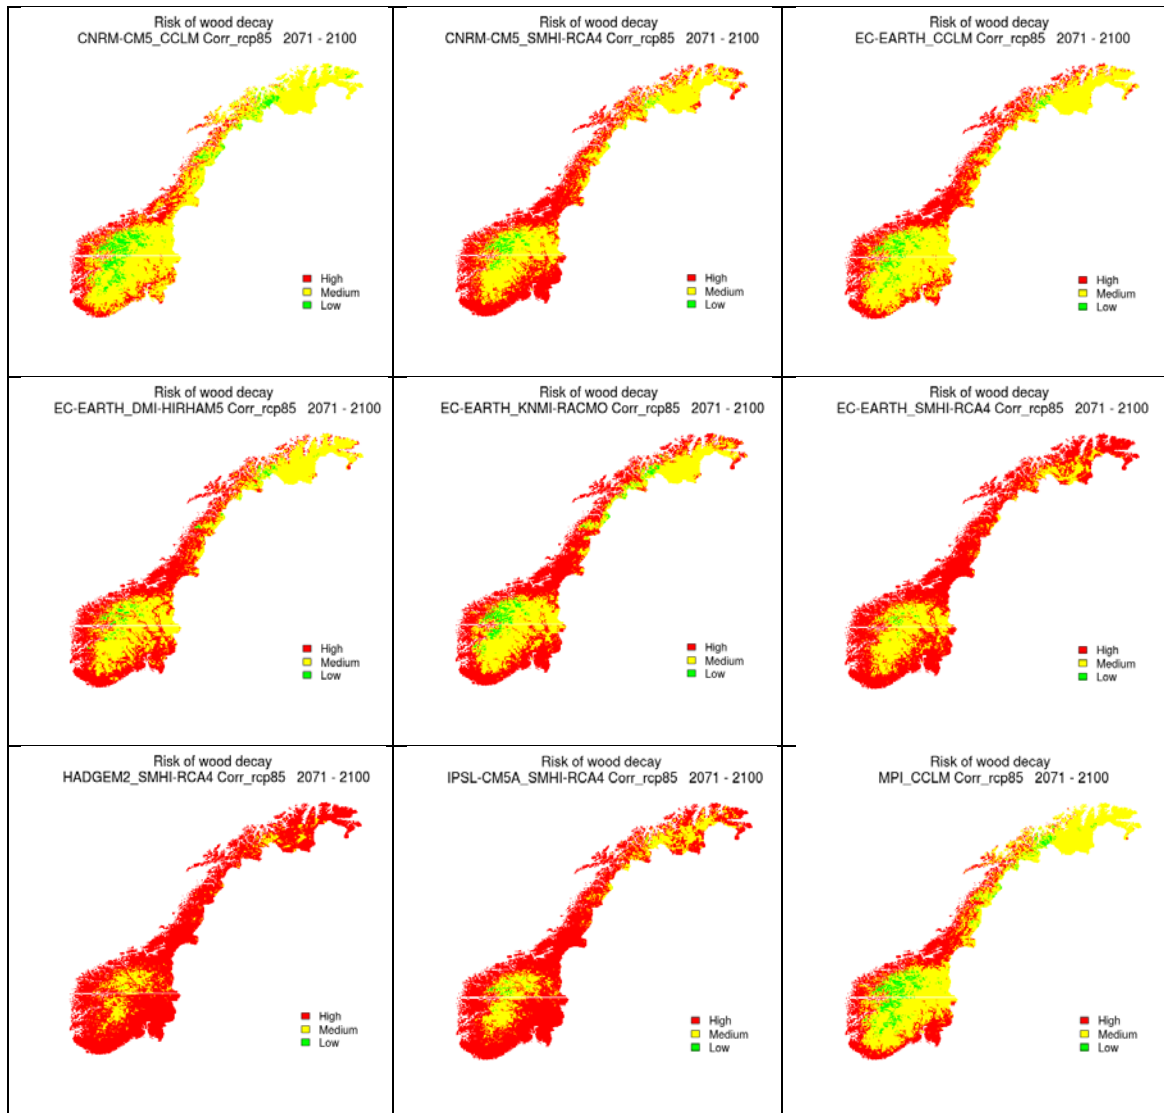 Risk of wood decay
CNRM-CM5_CCLM Corr_rcp85 2071 - 2100
High
Medium
Low
Risk of wood decay
CNRM-CM5_SMHI-RCA4 Corr_rcp85 2071 - 2100
High
Medium
Low
Risk of wood decay
EC-EARTH_CCLM Corr_rcp85 2071 - 2100
High
Medium
Low
Risk of wood decay
EC-EARTH_DMI-HIRHAM5 Corr_rcp85 2071 - 2100
High
Medium
Low
Risk of wood decay
EC-EARTH_KNMI-RACMO Corr_rcp85 2071 - 2100
High
Medium
Low
Risk of wood decay
EC-EARTH_SMHI-RCA4 Corr_rcp85 2071 - 2100
High
Medium
Low
Risk of wood decay
HADGEM2_SMHI-RCA4 Corr_rcp85 2071 - 2100
High
Medium
Low
Risk of wood decay
IPSL-CM5A_SMHI-RCA4 Corr_rcp85 2071 - 2100
High
Medium
Low
Risk of wood decay
MPI_CCLM Corr_rcp85 2071 - 2100
High
Medium
Low